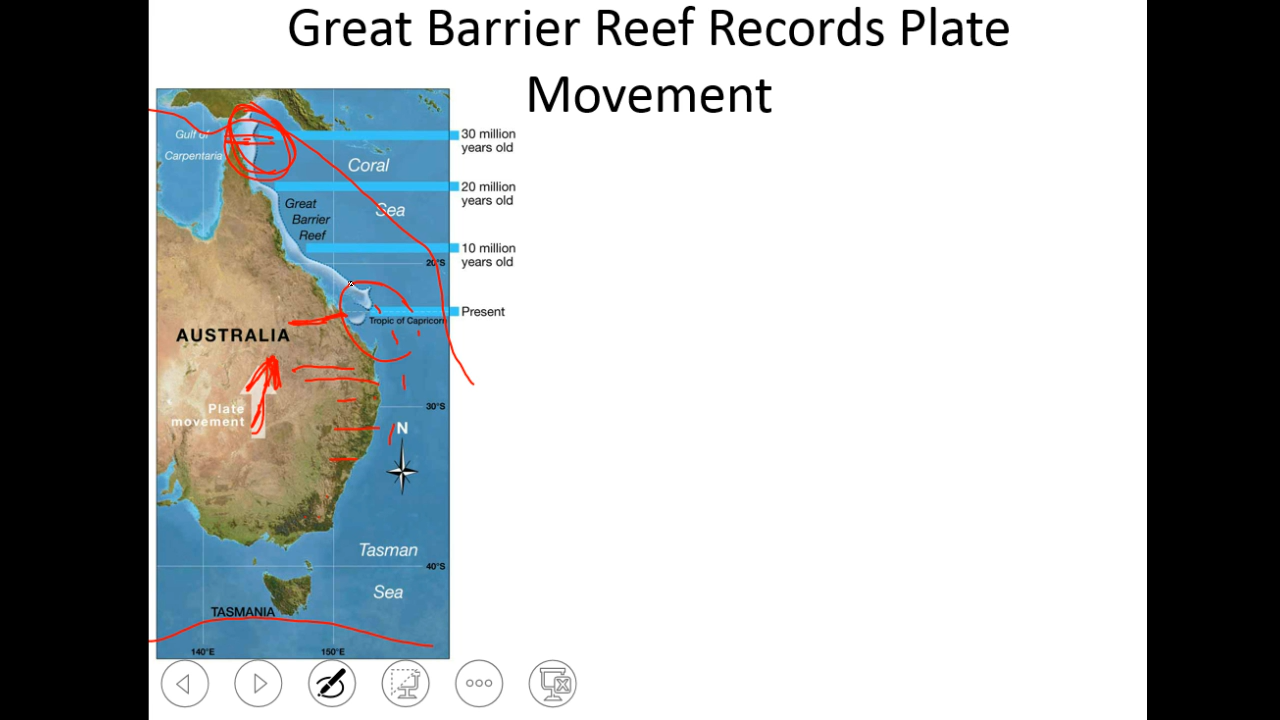 Great Barrier Reef Records Plate
Movement
Gulf of
Carpentaria
Coral
Sea
Great
Barrier
Reef
30 million
years old
20 million
years old
10 million
years old
20°S
Present
Tropic of Capricorn
AUSTRALIA
Plate
movement
30°S
N
Tasman
Sea
40°S
TASMANIA
140°E
150°E